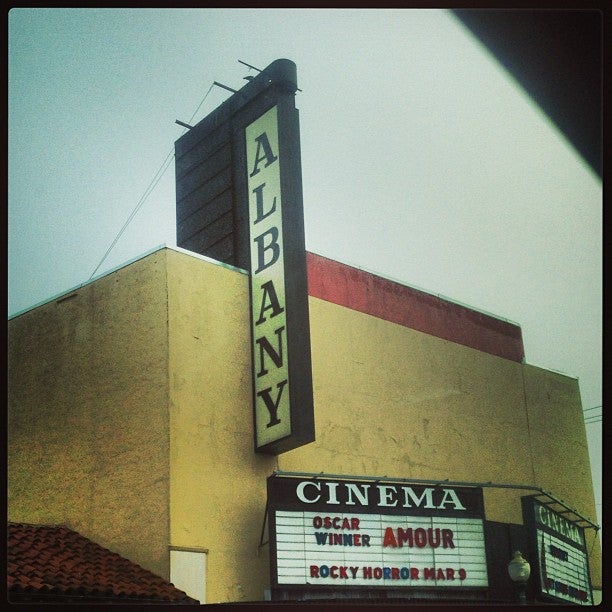 ALBANY
CINEMA
OSCAR
WINNER AMOUR
ROCKY HORROR MAR 9
CINEMA